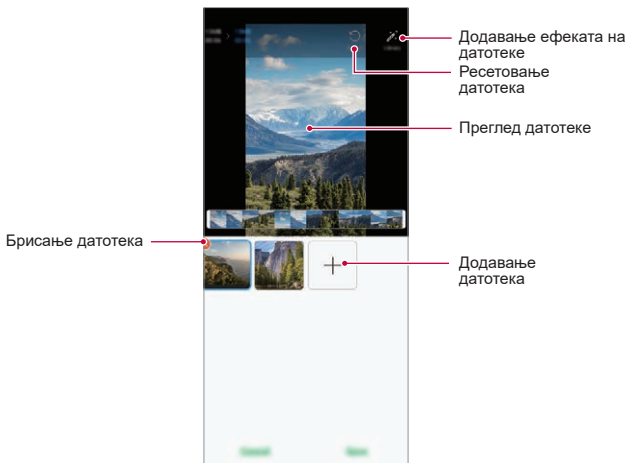 Додавање ефеката на
датотеке
Ресетовање
датотека
Преглед датотеке
Брисање датотека
Додавање
датотека